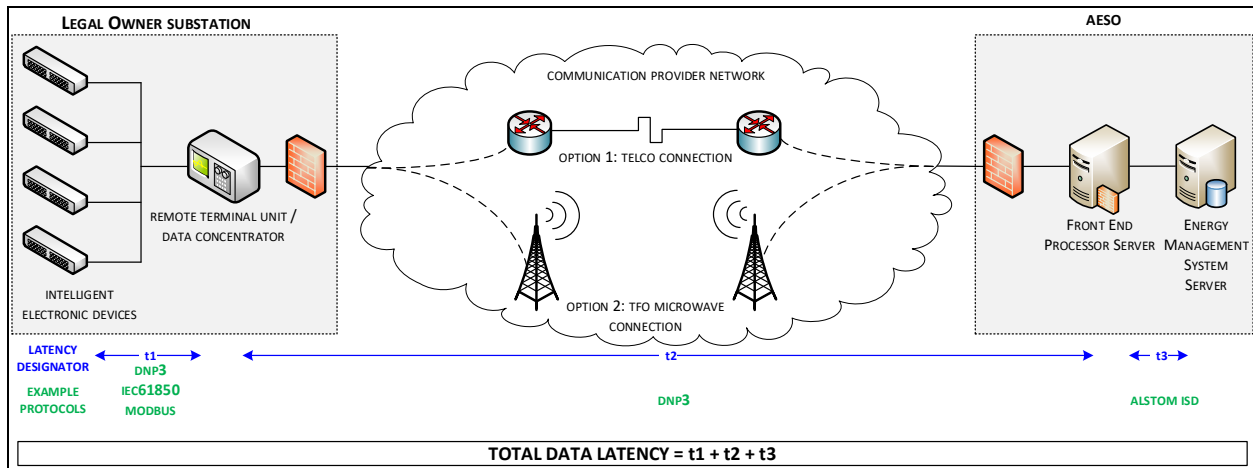 LEGAL OWNER SUBSTATION
AESO
COMMUNICATION PROVIDER NETWORK
OPTION 1: TELCO CONNECTION
REMOTE TERMINAL UNIT /
DATA CONCENTRATOR
FRONT END
PROCESSOR SERVER
ENERGY
MANAGEMENT
SYSTEM
SERVER
INTELLIGENT
ELECTRONIC DEVICES
OPTION 2: TFO MICROWAVE
CONNECTION
LATENCY
DESIGNATOR
t1
t2
t3
EXAMPLE
PROTOCOLS
DNP3
IEC61850
MODBUS
DNP3
ALSTOM ISD
TOTAL DATA LATENCY = t1 + t2 + t3